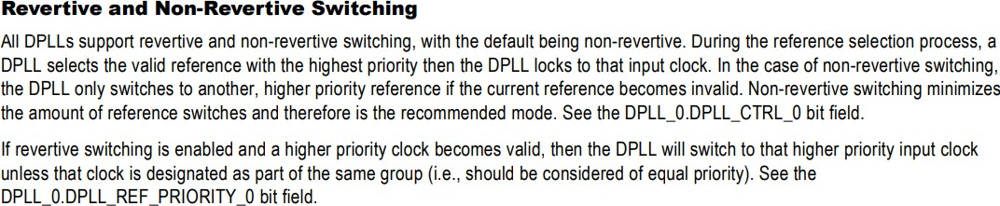 Revertive and Non-Revertive Switching
All DPLLs support revertive and non-revertive switching, with the default being non-revertive. During the reference selection process, a
DPLL selects the valid reference with the highest priority then the DPLL locks to that input clock. In the case of non-revertive switching,
the DPLL only switches to another, higher priority reference if the current reference becomes invalid. Non-revertive switching minimizes
the amount of reference switches and therefore is the recommended mode. See the DPLL_0.DPLL_CTRL_0 bit field.
If revertive switching is enabled and a higher priority clock becomes valid, then the DPLL will switch to that higher priority input clock
unless that clock is designated as part of the same group (i.e., should be considered of equal priority). See the
DPLL_0.DPLL_REF_PRIORITY_0 bit field.